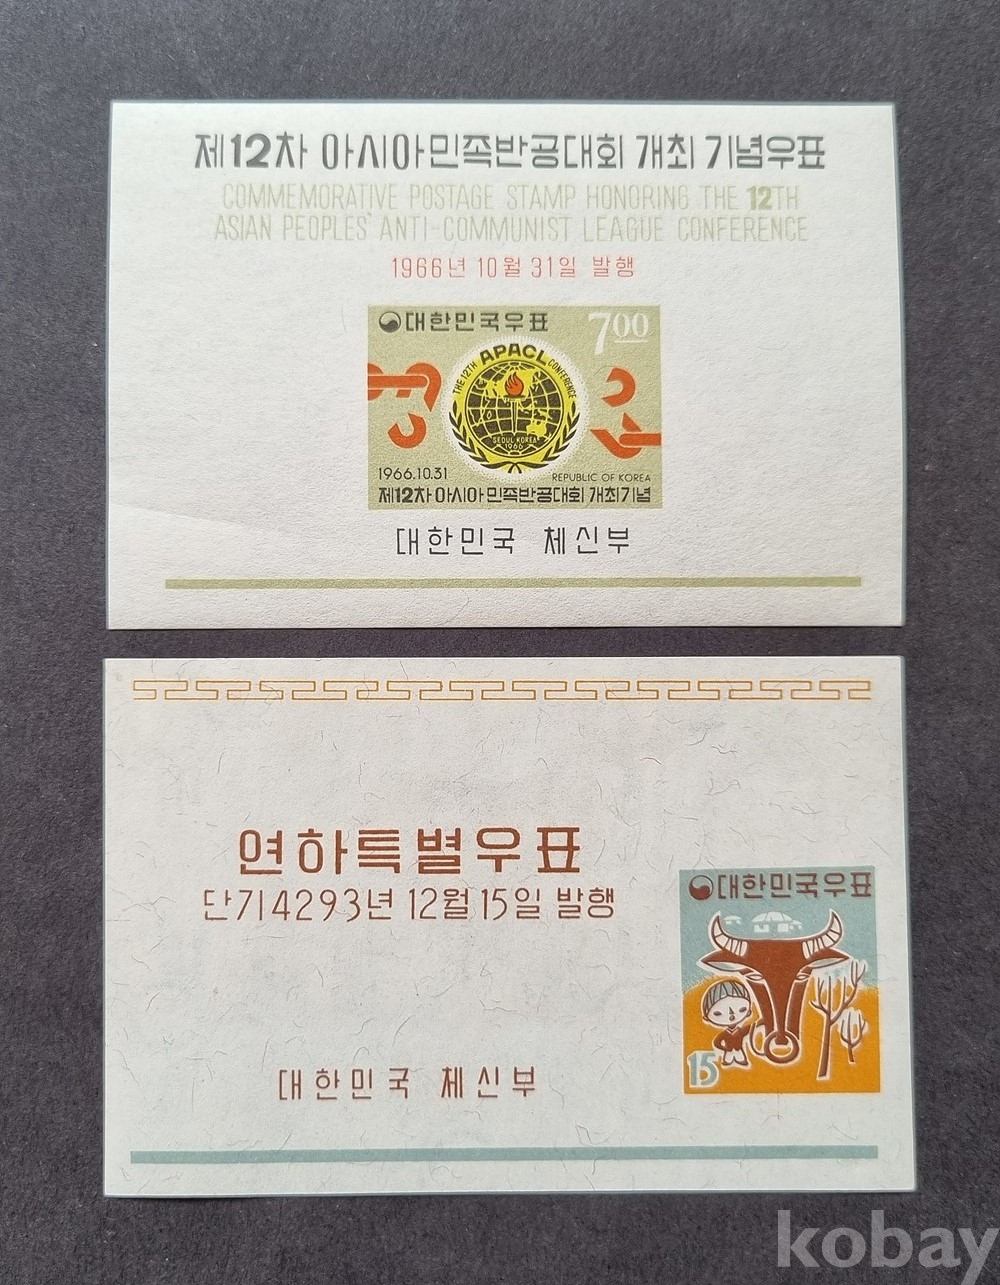 제12차 아시아민족반공대회 개최 기념우표
COMMEMORATIVE POSTAGE STAMP HONORING THE 12TH
ASIAN PEOPLES' ANTI-COMMUNIST LEAGUE CONFERENCE
1966년 10월 31일 발행
대한민국우표
7.00
THE 12TH APACL CONFERENCE
SEOUL KOREA
1966
1966.10.31
REPUBLIC OF KOREA
제12차 아시아 민족반공대회 개최기념
대한민국 체신부
연하특별우표
단기4293년 12월 15일 발행
대한민국우표
15
대한민국 체신부
kobay